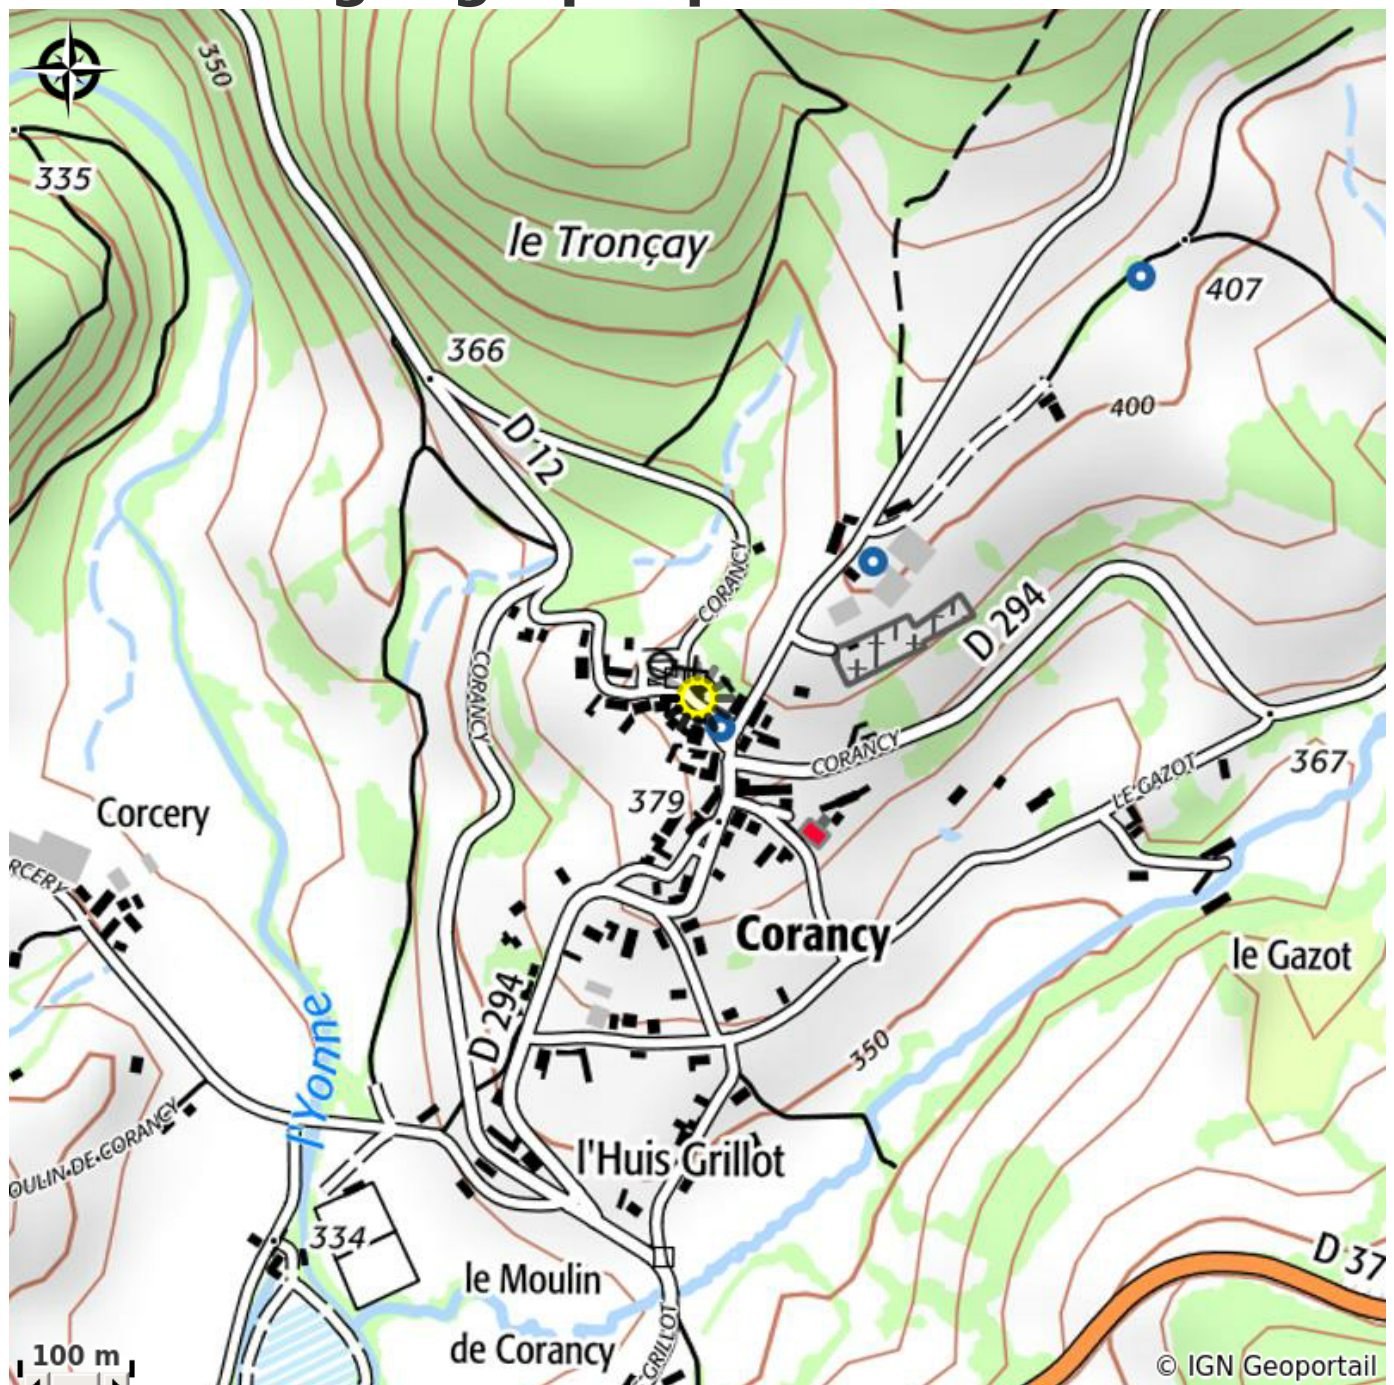 350
335
le Tronçay
407
366
400
D 12
CORANCY
D 294
CORANCY
CORANCY
LE GAZOT
367
379
Corcery
RCERY
Corancy
le Gazot
D 294
l'Yonne
350
OULIN-DE-CORANCY
l'Huis Grillot
334
D 37
le Moulin
de Corancy
-GRILLOT
100 m
© IGN Geoportail